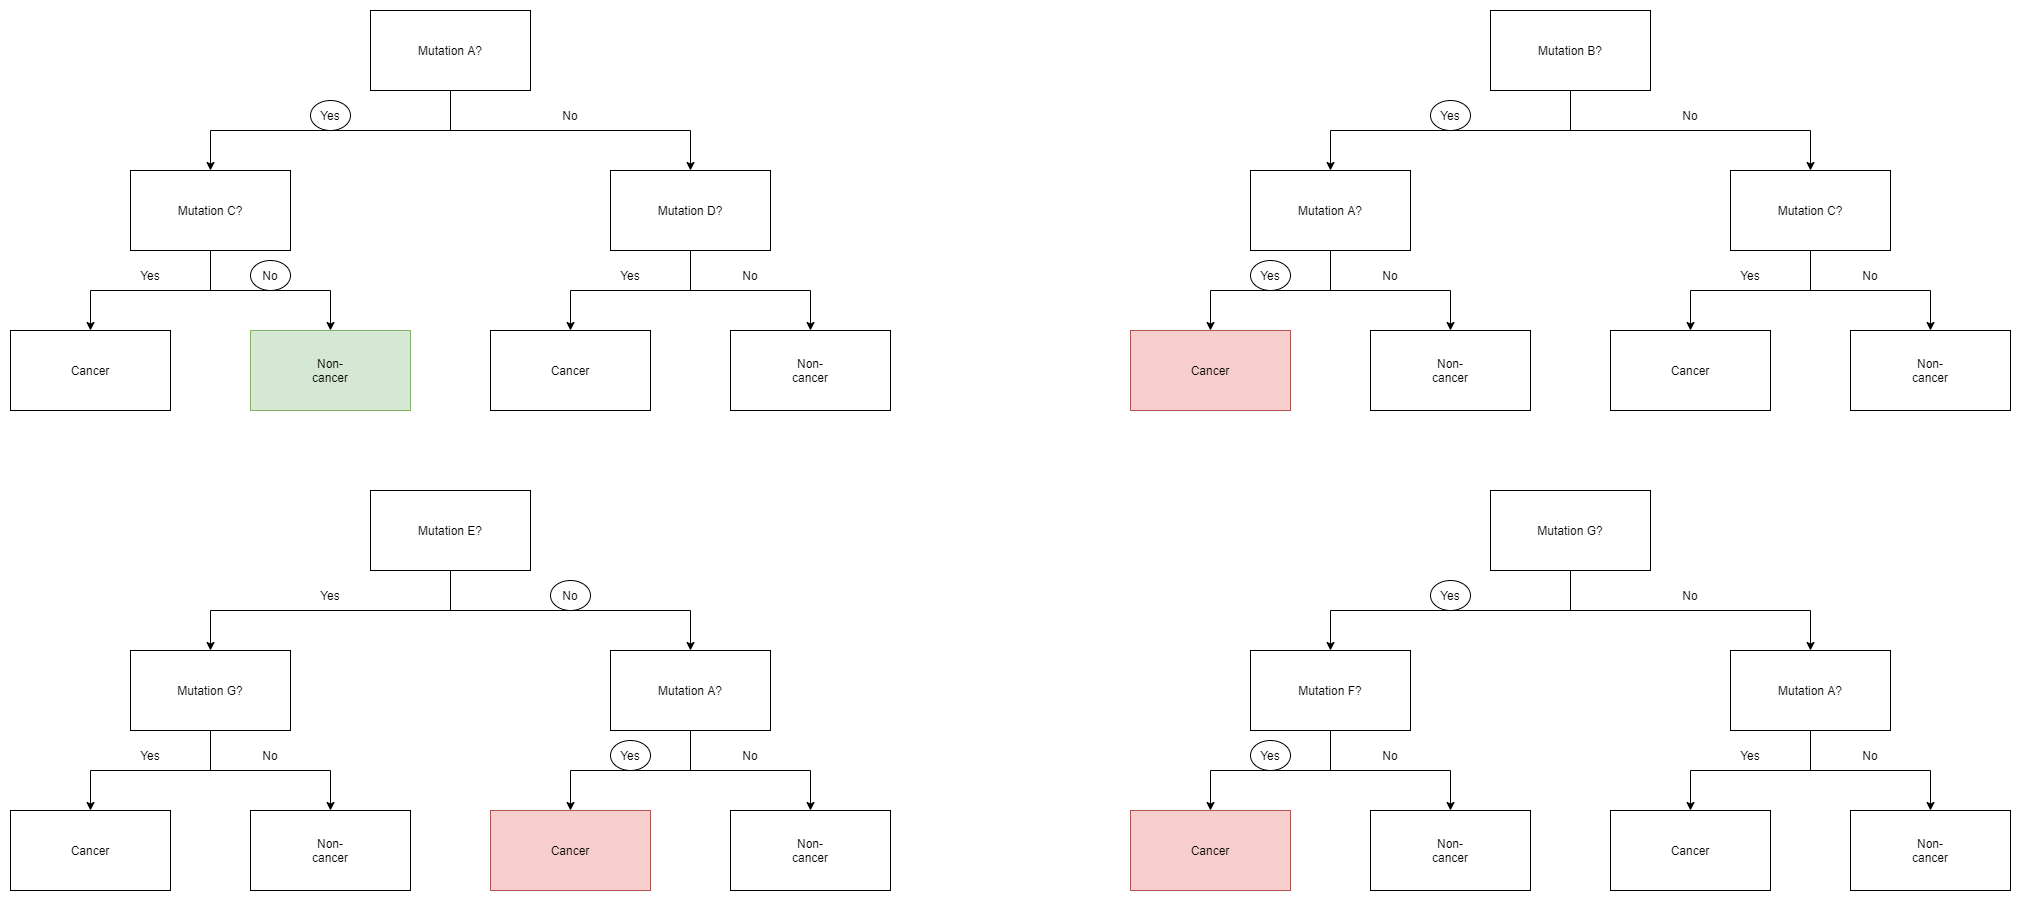 Mutation A?
Yes
No
Mutation C?
Mutation D?
Yes
No
Yes
No
Cancer
Non-
cancer
Cancer
Non-
cancer
Mutation B?
Yes
No
Mutation A?
Mutation C?
Yes
No
Yes
No
Cancer
Non-
cancer
Cancer
Non-
cancer
Mutation E?
Yes
No
Mutation G?
Mutation A?
Yes
No
Yes
No
Cancer
Non-
cancer
Cancer
Non-
cancer
Mutation G?
Yes
No
Mutation F?
Mutation A?
Yes
No
Yes
No
Cancer
Non-
cancer
Cancer
Non-
cancer